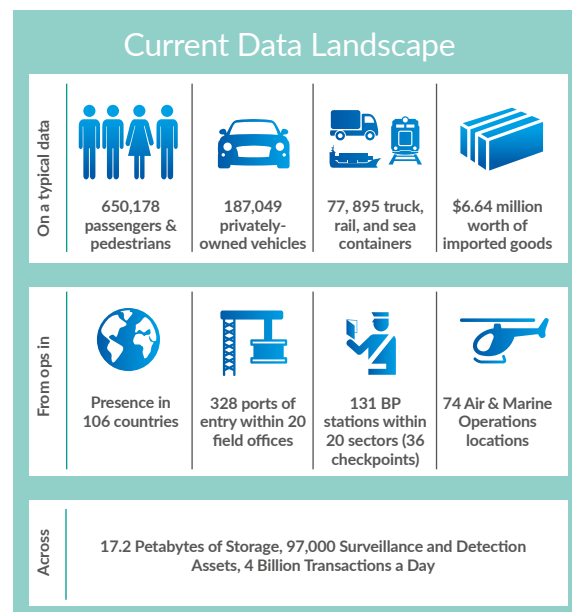 Current Data Landscape
On a typical data
650,178
passengers &
pedestrians
187,049
privately-
owned vehicles
77, 895 truck,
rail, and sea
containers
$6.64 million
worth of
imported goods
From ops in
Presence in
106 countries
328 ports of
entry within 20
field offices
131 BP
stations within
20 sectors (36
checkpoints)
74 Air & Marine
Operations
locations
Across
17.2 Petabytes of Storage, 97,000 Surveillance and Detection
Assets, 4 Billion Transactions a Day